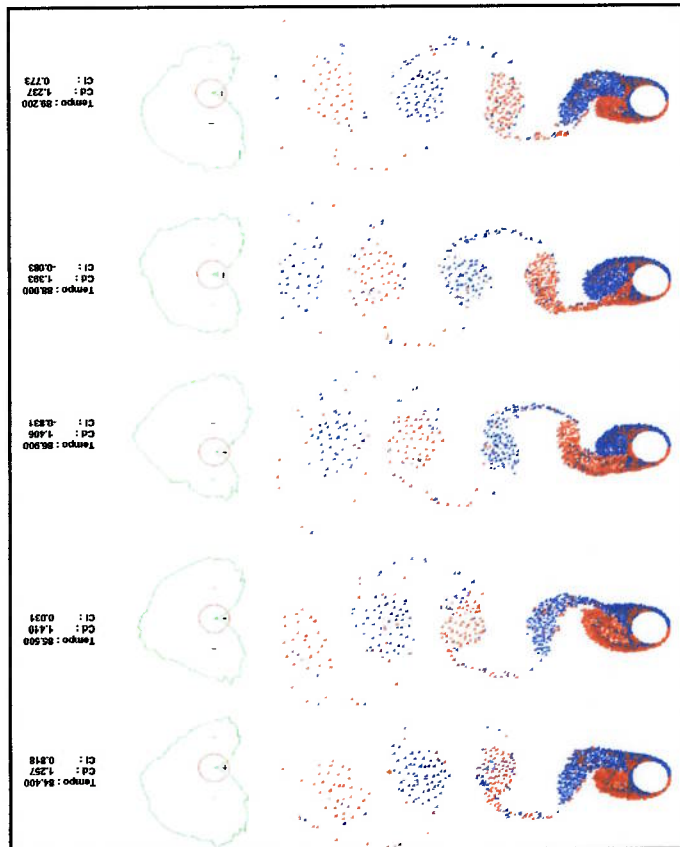 Tempo : 84.400
Cd : 1.257
Cl : 0.818
Tempo : 85.500
Cd : 1.410
Cl : 0.031
Tempo : 86.900
Cd : 1.406
Cl : -0.831
Tempo : 88.000
Cd : 1.393
Cl : -0.083
Tempo : 89.200
Cd : 1.237
Cl : 0.773